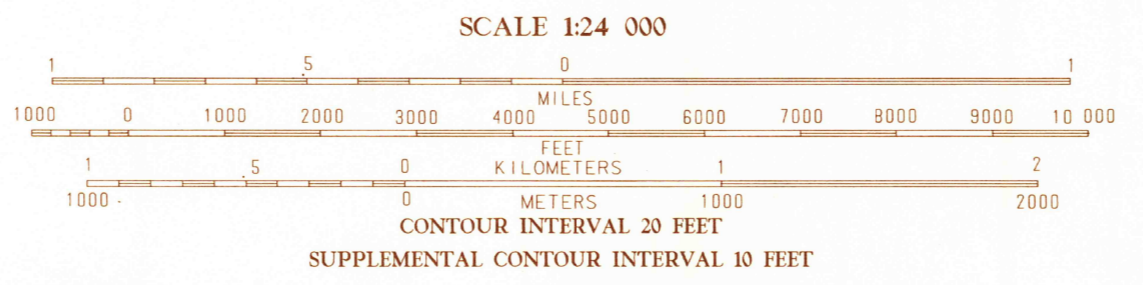 SCALE 1:24 000
1 .5 0 1
MILES
1000 0 1000 2000 3000 4000 5000 6000 7000 8000 9000 10 000
FEET
1 .5 0 KILOMETERS 1 2
1000 0 METERS 1000 2000
CONTOUR INTERVAL 20 FEET
SUPPLEMENTAL CONTOUR INTERVAL 10 FEET